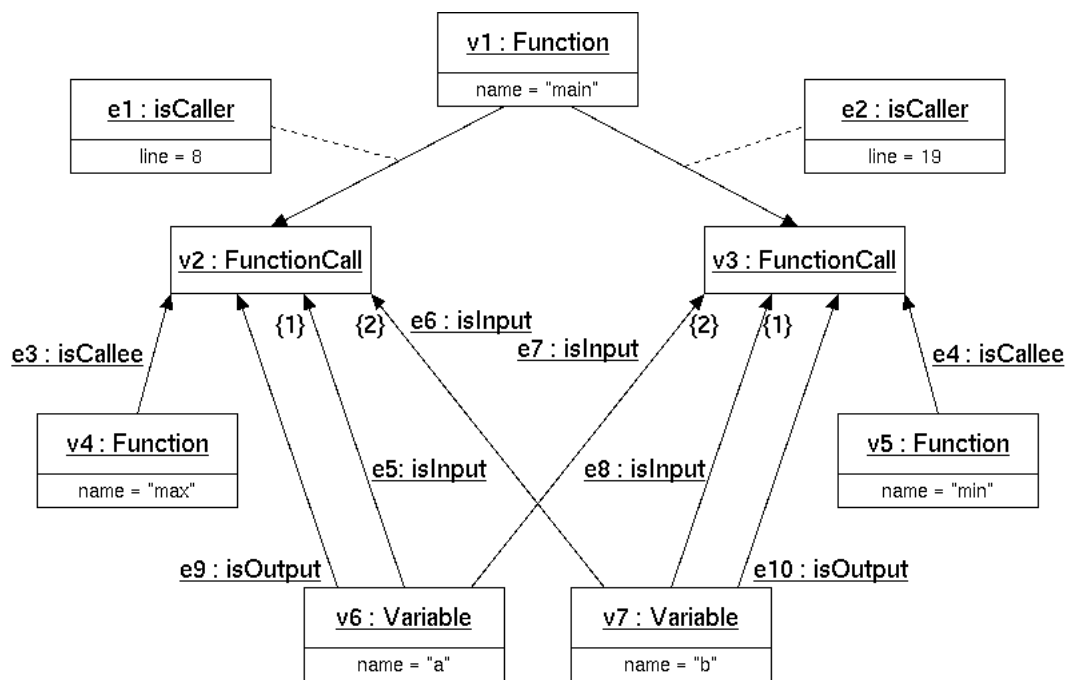 v1 : Function
name = "main"
e1 : isCaller
line = 8
e2 : isCaller
line = 19
v2 : FunctionCall
v3 : FunctionCall
{1}
{2}
e6 : isInput
{2}
{1}
e7 : isInput
e3 : isCallee
e4 : isCallee
v4 : Function
name = "max"
e5: isInput
e8 : isInput
v5 : Function
name = "min"
e9 : isOutput
e10 : isOutput
v6 : Variable
name = "a"
v7 : Variable
name = "b"